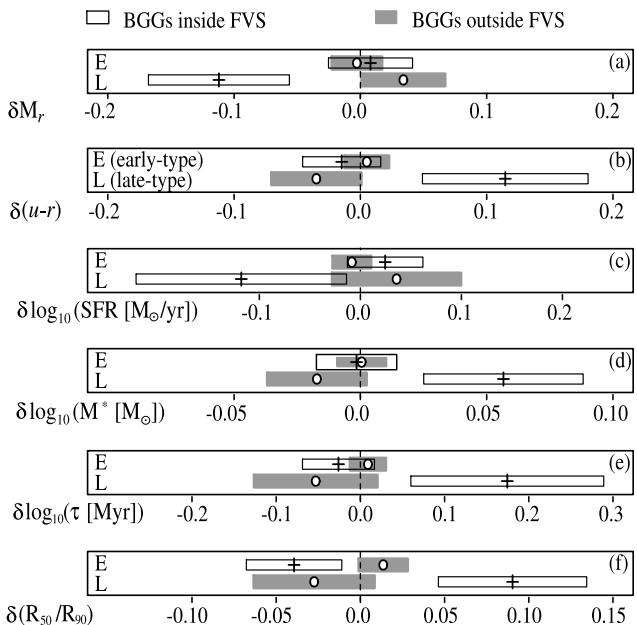 BGGs inside FVS BGGs outside FVS
E (a)
L
-0.2 -0.1 0.0 0.1 0.2
δMr
E (early-type) (b)
L (late-type)
-0.2 -0.1 0.0 0.1 0.2
δ(u-r)
E (c)
L
-0.1 0.0 0.1 0.2
δlog₁₀(SFR [M⊙/yr])
E (d)
L
-0.05 0.0 0.05 0.10
δlog₁₀(M* [M⊙])
E (e)
L
-0.2 -0.1 0.0 0.1 0.2 0.3
δlog₁₀(τ [Myr])
E (f)
L
-0.10 -0.05 0.0 0.05 0.10 0.15
δ(R₅₀/R₉₀)